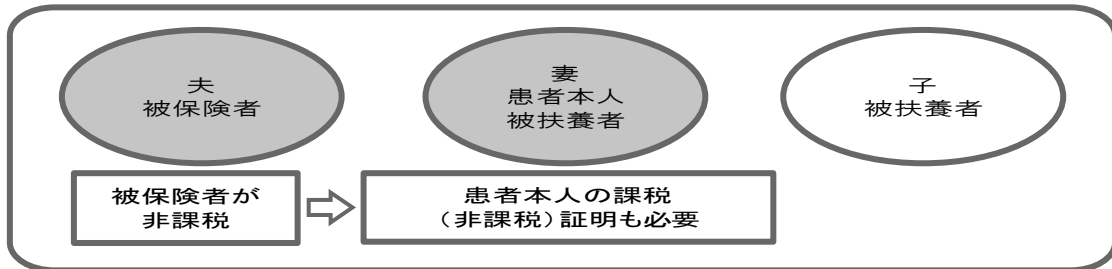 夫
被保険者
妻
患者本人
被扶養者
子
被扶養者
被保険者が
非課税
患者本人の課税
（非課税）証明も必要